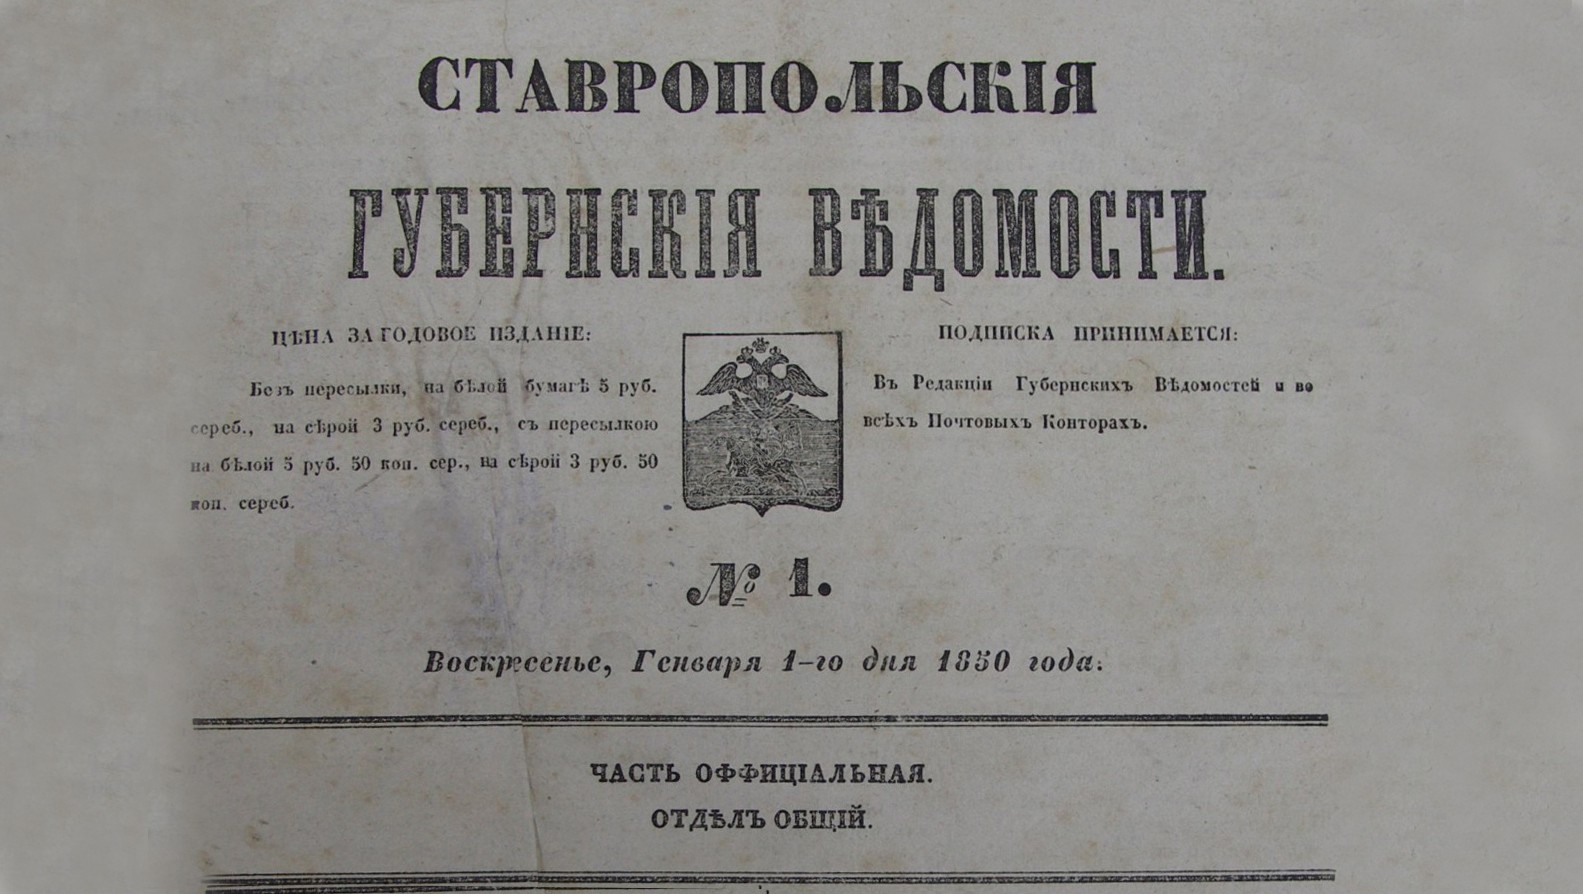 СТАВРОПОЛЬСКІЯ
ГУБЕРНСКІЯ ВѢДОМОСТИ.
ЦѢНА ЗА ГОДОВОЕ ИЗДАНІЕ:
Безъ пересылки, на бѣлой бумагѣ 5 руб.
сереб., на сѣрой 3 руб. сереб., съ пересылкою
на бѣлой 5 руб. 50 коп. сер., на сѣрой 3 руб. 50
коп. сереб.
ПОДПИСКА ПРИНИМАЕТСЯ:
Въ Редакціи Губернскихъ Вѣдомостей и во
всѣхъ Почтовыхъ Конторахъ.
№ 1.
Воскресенье, Генваря 1-го дня 1850 года.
ЧАСТЬ ОФФИЦІАЛЬНАЯ.
ОТДѢЛЪ ОБЩІЙ.